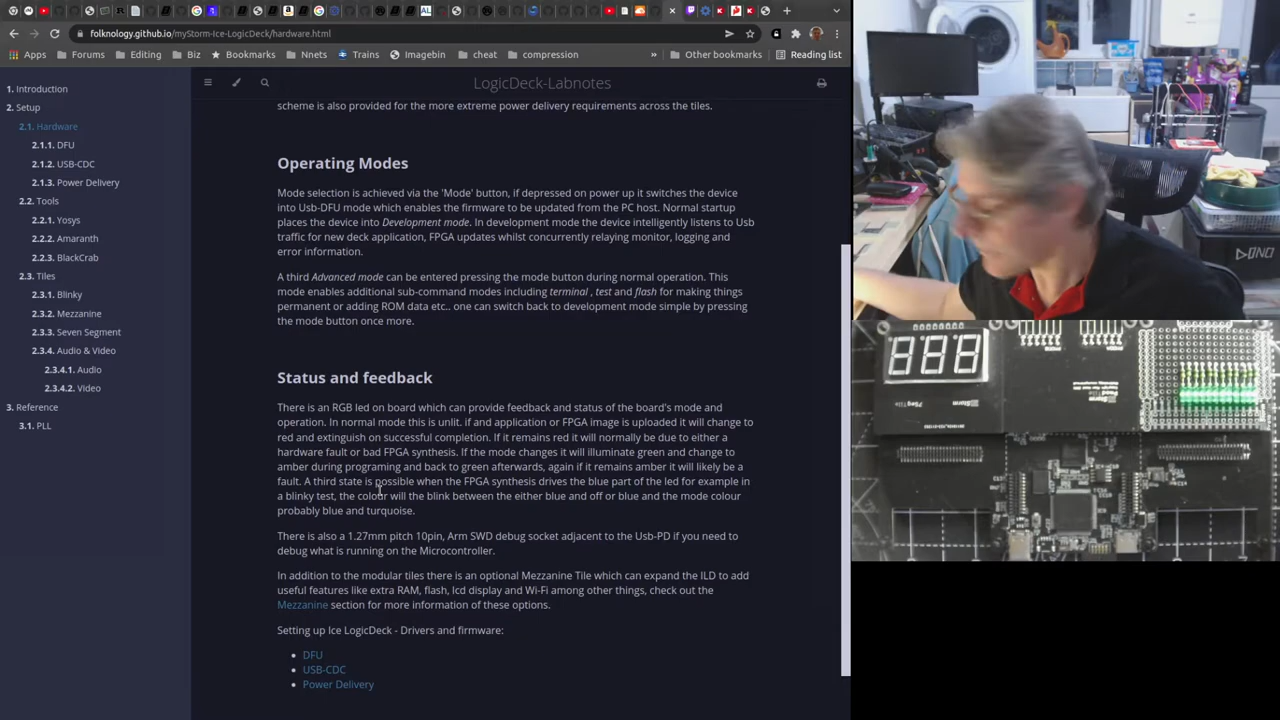 folknology.github.io/myStorm-Ice-LogicDeck/hardware.html
Apps Forums Editing Biz Bookmarks Nnets Trains Imagebin cheat compression » Other bookmarks Reading list
1. Introduction
2. Setup
2.1. Hardware
2.1.1. DFU
2.1.2. USB-CDC
2.1.3. Power Delivery
2.2. Tools
2.2.1. Yosys
2.2.2. Amaranth
2.2.3. BlackCrab
2.3. Tiles
2.3.1. Blinky
2.3.2. Mezzanine
2.3.3. Seven Segment
2.3.4. Audio & Video
2.3.4.1. Audio
2.3.4.2. Video
3. Reference
3.1. PLL
LogicDeck-Labnotes
scheme is also provided for the more extreme power delivery requirements across the tiles.
Operating Modes
Mode selection is achieved via the 'Mode' button, if depressed on power up it switches the device
into Usb-DFU mode which enables the firmware to be updated from the PC host. Normal startup
places the device into Development mode. In development mode the device intelligently listens to Usb
traffic for new deck application, FPGA updates whilst concurrently relaying monitor, logging and
error information.
A third Advanced mode can be entered pressing the mode button during normal operation. This
mode enables additional sub-command modes including terminal , test and flash for making things
permanent or adding ROM data etc.. one can switch back to development mode simple by pressing
the mode button once more.
Status and feedback
There is an RGB led on board which can provide feedback and status of the board's mode and
operation. In normal mode this is unlit. if and application or FPGA image is uploaded it will change to
red and extinguish on successful completion. If it remains red it will normally be due to either a
hardware fault or bad FPGA synthesis. If the mode changes it will illuminate green and change to
amber during programing and back to green afterwards, again if it remains amber it will likely be a
fault. A third state is possible when the FPGA synthesis drives the blue part of the led for example in
a blinky test, the colour will the blink between the either blue and off or blue and the mode colour
probably blue and turquoise.
There is also a 1.27mm pitch 10pin, Arm SWD debug socket adjacent to the Usb-PD if you need to
debug what is running on the Microcontroller.
In addition to the modular tiles there is an optional Mezzanine Tile which can expand the ILD to add
useful features like extra RAM, flash, lcd display and Wi-Fi among other things, check out the
Mezzanine section for more information of these options.
Setting up Ice LogicDeck - Drivers and firmware:
DFU
USB-CDC
Power Delivery